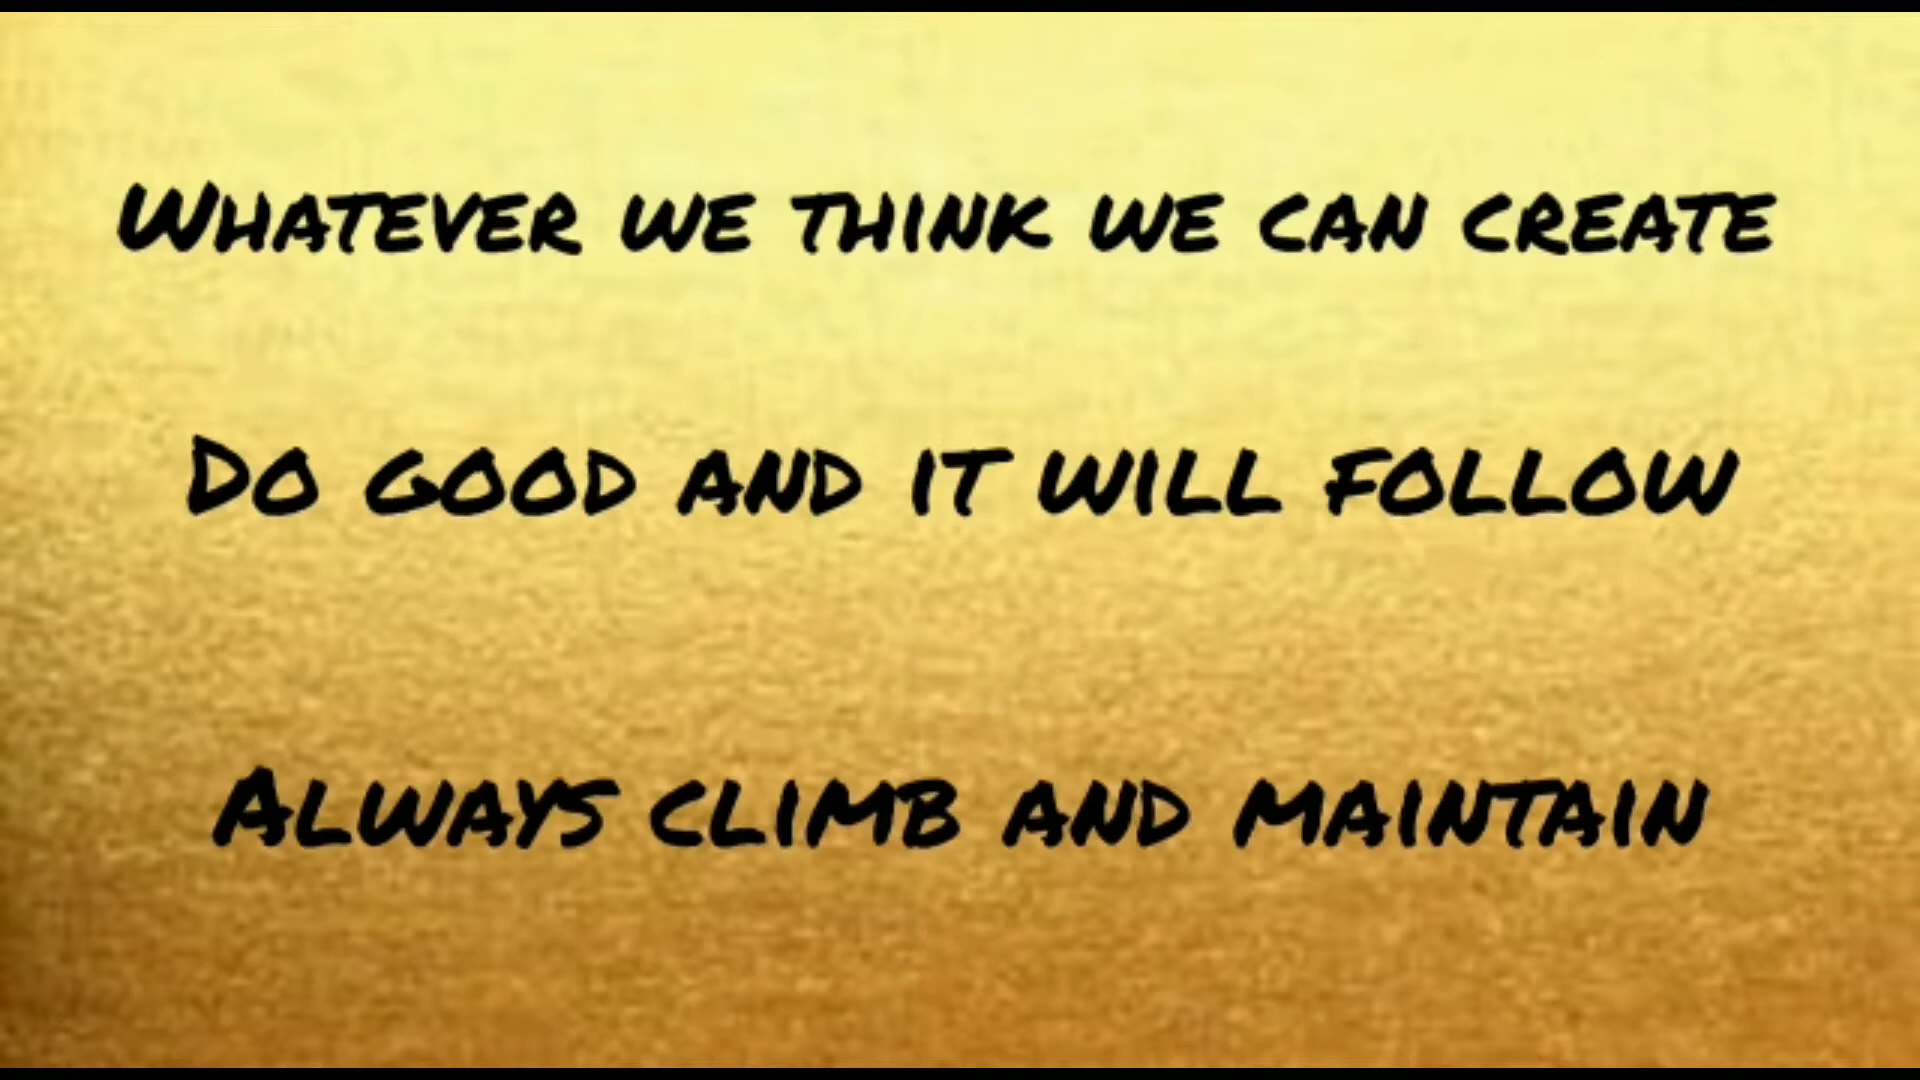 Whatever we think we can create
Do good and it will follow
Always climb and maintain